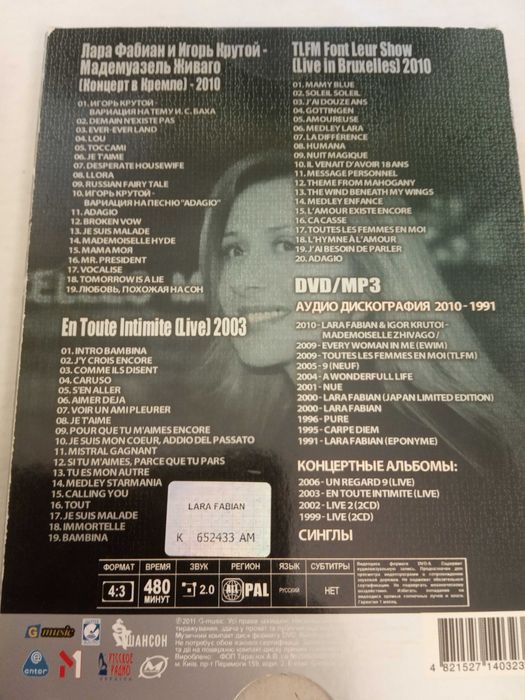 Лара Фабиан и Игорь Крутой -
Мадемуазель Живаго
(Концерт в Кремле) - 2010
01. ИГОРЬ КРУТОЙ
ВАРИАЦИЯ НА ТЕМУ И. С. БАХА
02. DEMAIN N'EXISTE PAS
03. EVER-EVER LAND
04. LOU
05. TOCCAMI
06. JE T'AIME
07. DESPERATE HOUSEWIFE
08. LLORA
09. RUSSIAN FAIRY TALE
10. ИГОРЬ КРУТОЙ -
ВАРИАЦИЯ НА ПЕСНЮ "ADAGIO"
11. ADAGIO
12. BROKEN VOW
13. JE SUIS MALADE
14. MADEMOISELLE HYDE
15. МАМА МОЯ
16. MR. PRESIDENT
17. VOCALISE
18. TOMORROW IS A LIE
19. ЛЮБОВЬ, ПОХОЖАЯ НА СОН
En Toute Intimite (Live) 2003
01. INTRO BAMBINA
02. J'Y CROIS ENCORE
03. COMME ILS DISENT
04. CARUSO
05. S'EN ALLER
06. AIMER DEJA
07. VOIR UN AMI PLEURER
08. JE T'AIME
09. POUR QUE TU M'AIMES ENCORE
10. JE SUIS MON COEUR, ADDIO DEL PASSATO
11. MISTRAL GAGNANT
12. SI TU M'AIMES, PARCE QUE TU PARS
13. TU ES MON AUTRE
14. MEDLEY STARMANIA
15. CALLING YOU
16. TOUT
17. JE SUIS MALADE
18. IMMORTELLE
19. BAMBINA
TLFM Font Leur Show
(Live in Bruxelles) 2010
01. MAMY BLUE
02. SOLEIL SOLEIL
03. J'AI DOUZE ANS
04. GOTTINGEN
05. AMOUREUSE
06. MEDLEY LARA
07. LA DIFFÉRENCE
08. HUMANA
09. NUIT MAGIQUE
10. IL VENAIT D'AVOIR 18 ANS
11. MESSAGE PERSONNEL
12. THEME FROM MAHOGANY
13. THE WIND BENEATH MY WINGS
14. MEDLEY ENFANCE
15. L'AMOUR EXISTE ENCORE
16. CA CASSE
17. TOUTES LES FEMMES EN MOI
18. L'HYMNE À L'AMOUR
19. J'AI BESOIN DE PARLER
20. ADAGIO
DVD/MP3
АУДИО ДИСКОГРАФИЯ 2010 - 1991
2010 - LARA FABIAN & IGOR KRUTOI -
MADEMOISELLE ZHIVAGO /
2009 - EVERY WOMAN IN ME (EWIM)
2009 - TOUTES LES FEMMES EN MOI (TLFM)
2005 - 9 (NEUF)
2004 - A WONDERFULL LIFE
2001 - NUE
2000 - LARA FABIAN (JAPAN LIMITED EDITION)
2000 - LARA FABIAN
1996 - PURE
1995 - CARPE DIEM
1991 - LARA FABIAN (EPONYME)
КОНЦЕРТНЫЕ АЛЬБОМЫ:
2006 - UN REGARD 9 (LIVE)
2003 - EN TOUTE INTIMITE (LIVE)
2002 - LIVE 2 (2CD)
1999 - LIVE (2CD)
СИНГЛЫ
LARA FABIAN
K 652433 AM
ФОРМАТ ВРЕМЯ ЗВУК РЕГИОН ЯЗЫК СУБТИТРЫ
4:3 480 МИНУТ 2.0 ALL PAL РУССКИЙ НЕТ
G music
ШАНСОН
enter
M1
РУССКОЕ РАДИО
УКРАИНА
4 821527 140323